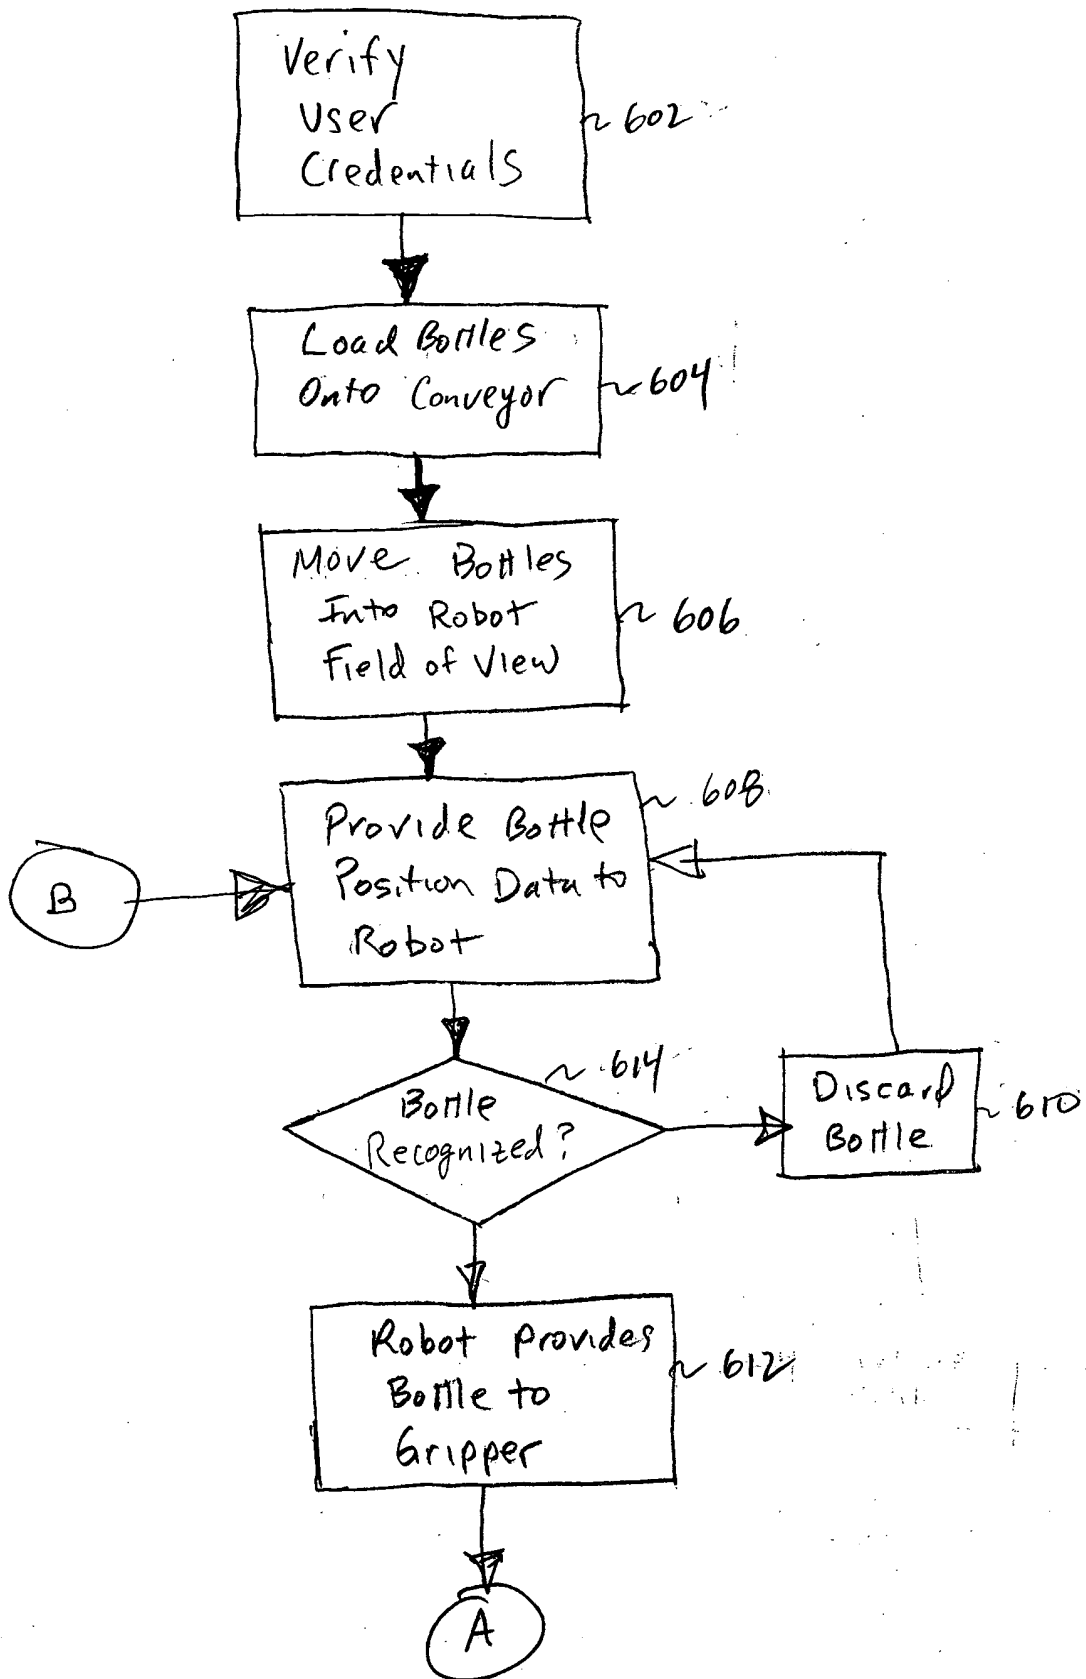 Verify
User
Credentials
602
Load Bottles
Onto Conveyor
604
Move Bottles
Into Robot
Field of View
606
608
Provide Bottle
Position Data to
Robot
B
614
Bottle
Recognized?
Discard
Bottle
610
Robot Provides
Bottle to
Gripper
612
A